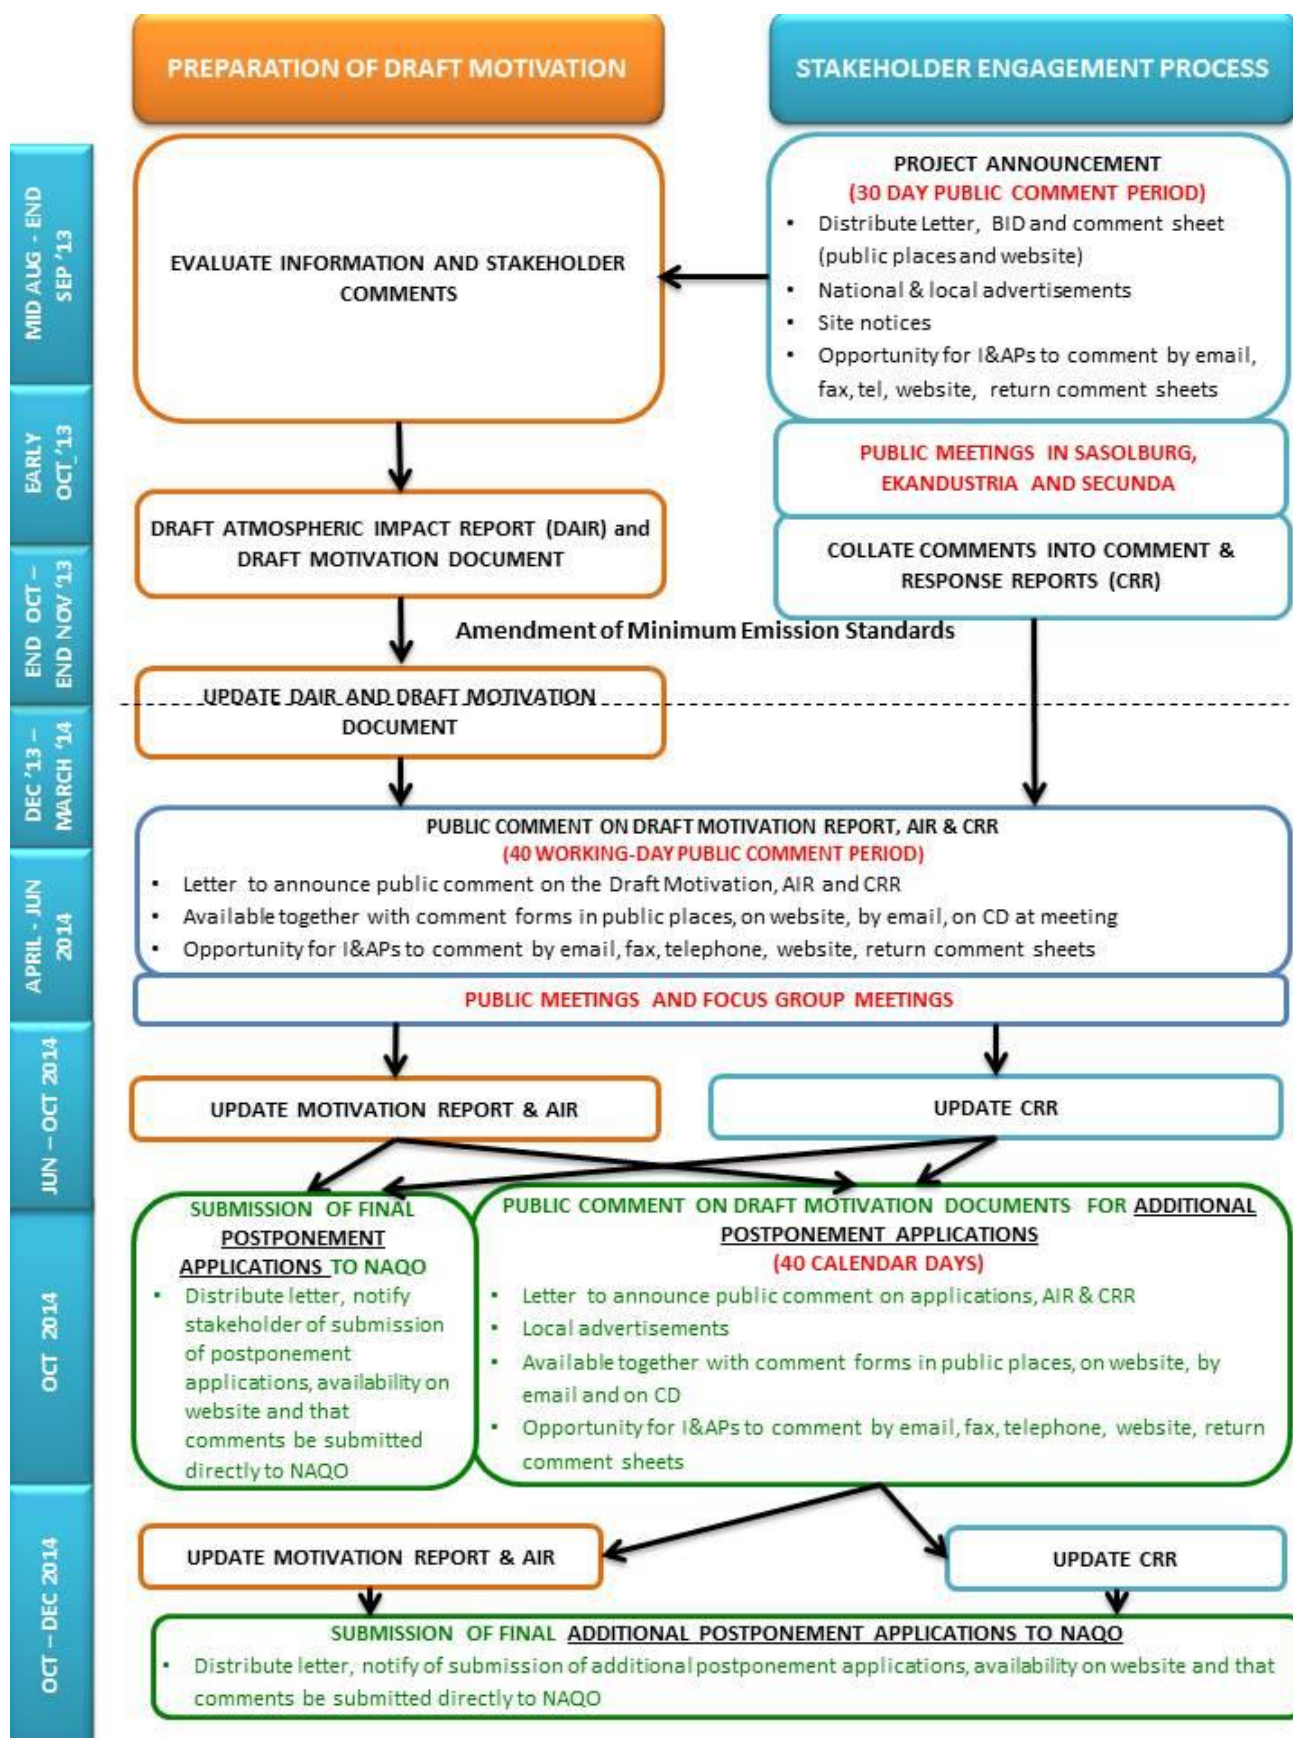 PREPARATION OF DRAFT MOTIVATION
STAKEHOLDER ENGAGEMENT PROCESS
MID AUG - END
SEP '13
EVALUATE INFORMATION AND STAKEHOLDER
COMMENTS
PROJECT ANNOUNCEMENT
(30 DAY PUBLIC COMMENT PERIOD)
• Distribute Letter, BID and comment sheet
(public places and website)
• National & local advertisements
• Site notices
• Opportunity for I&APs to comment by email,
fax, tel, website, return comment sheets
EARLY
OCT_'13
PUBLIC MEETINGS IN SASOLBURG,
EKANDUSTRIA AND SECUNDA
DRAFT ATMOSPHERIC IMPACT REPORT (DAIR) and
DRAFT MOTIVATION DOCUMENT
COLLATE COMMENTS INTO COMMENT &
RESPONSE REPORTS (CRR)
END OCT –
END NOV '13
Amendment of Minimum Emission Standards
UPDATE DAIR AND DRAFT MOTIVATION
DOCUMENT
DEC '13 –
MARCH '14
PUBLIC COMMENT ON DRAFT MOTIVATION REPORT, AIR & CRR
(40 WORKING-DAY PUBLIC COMMENT PERIOD)
• Letter to announce public comment on the Draft Motivation, AIR and CRR
• Available together with comment forms in public places, on website, by email, on CD at meeting
• Opportunity for I&APs to comment by email, fax, telephone, website, return comment sheets
APRIL - JUN
2014
PUBLIC MEETINGS AND FOCUS GROUP MEETINGS
JUN – OCT 2014
UPDATE MOTIVATION REPORT & AIR
UPDATE CRR
OCT 2014
SUBMISSION OF FINAL
POSTPONEMENT
APPLICATIONS TO NAQO
• Distribute letter, notify
stakeholder of submission
of postponement
applications, availability on
website and that
comments be submitted
directly to NAQO
PUBLIC COMMENT ON DRAFT MOTIVATION DOCUMENTS FOR ADDITIONAL
POSTPONEMENT APPLICATIONS
(40 CALENDAR DAYS)
• Letter to announce public comment on applications, AIR & CRR
• Local advertisements
• Available together with comment forms in public places, on website, by
email and on CD
• Opportunity for I&APs to comment by email, fax, telephone, website, return
comment sheets
OCT – DEC 2014
UPDATE MOTIVATION REPORT & AIR
UPDATE CRR
SUBMISSION OF FINAL ADDITIONAL POSTPONEMENT APPLICATIONS TO NAQO
• Distribute letter, notify of submission of additional postponement applications, availability on website and that
comments be submitted directly to NAQO